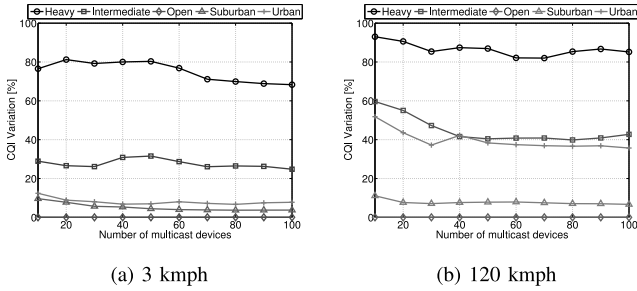 Heavy Intermediate Open Suburban Urban
100
80
60
40
20
0
CQI Variation [%]
20 40 60 80 100
Number of multicast devices
(a) 3 kmph
Heavy Intermediate Open Suburban Urban
100
80
60
40
20
0
CQI Variation [%]
20 40 60 80 100
Number of multicast devices
(b) 120 kmph